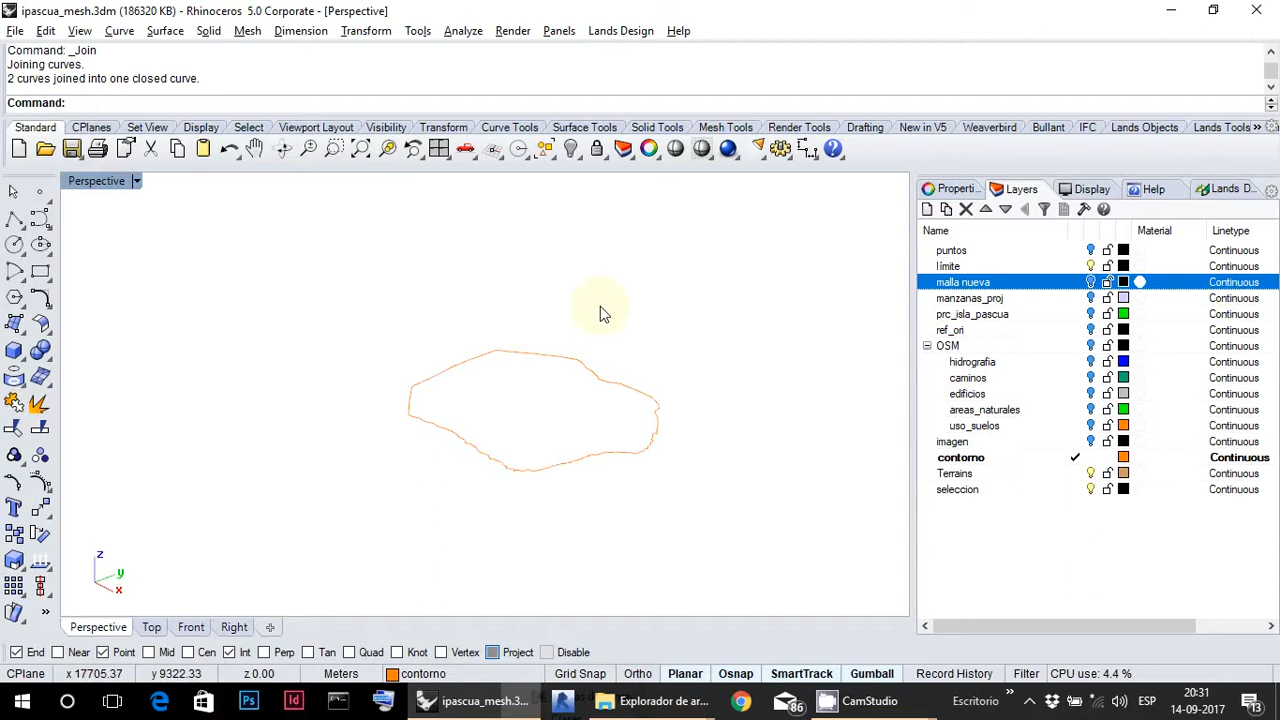 ipascua_mesh.3dm (186320 KB) - Rhinoceros 5.0 Corporate - [Perspective]
File Edit View Curve Surface Solid Mesh Dimension Transform Tools Analyze Render Panels Lands Design Help
Command: _Join
Joining curves.
2 curves joined into one closed curve.
Command:
Standard CPlanes Set View Display Select Viewport Layout Visibility Transform Curve Tools Surface Tools Solid Tools Mesh Tools Render Tools Drafting New in V5 Weaverbird Bullant IFC Lands Objects Lands Tools »
Perspective
Properti... Layers Display Help Lands D...
Name Material Linetype
puntos Continuous
límite Continuous
malla nueva Continuous
manzanas_proj Continuous
prc_isla_pascua Continuous
ref_ori Continuous
OSM Continuous
hidrografia Continuous
caminos Continuous
edificios Continuous
areas_naturales Continuous
uso_suelos Continuous
imagen Continuous
contorno Continuous
Terrains Continuous
seleccion Continuous
z
y
x
Perspective Top Front Right
End Near Point Mid Cen Int Perp Tan Quad Knot Vertex Project Disable
CPlane x 17705.37 y 9322.33 z 0.00 Meters contorno Grid Snap Ortho Planar Osnap SmartTrack Gumball Record History Filter CPU use: 4.4 %
ipascua_mesh.3... Explorador de ar... 86 CamStudio Escritorio » ESP 20:31
14-09-2017 13